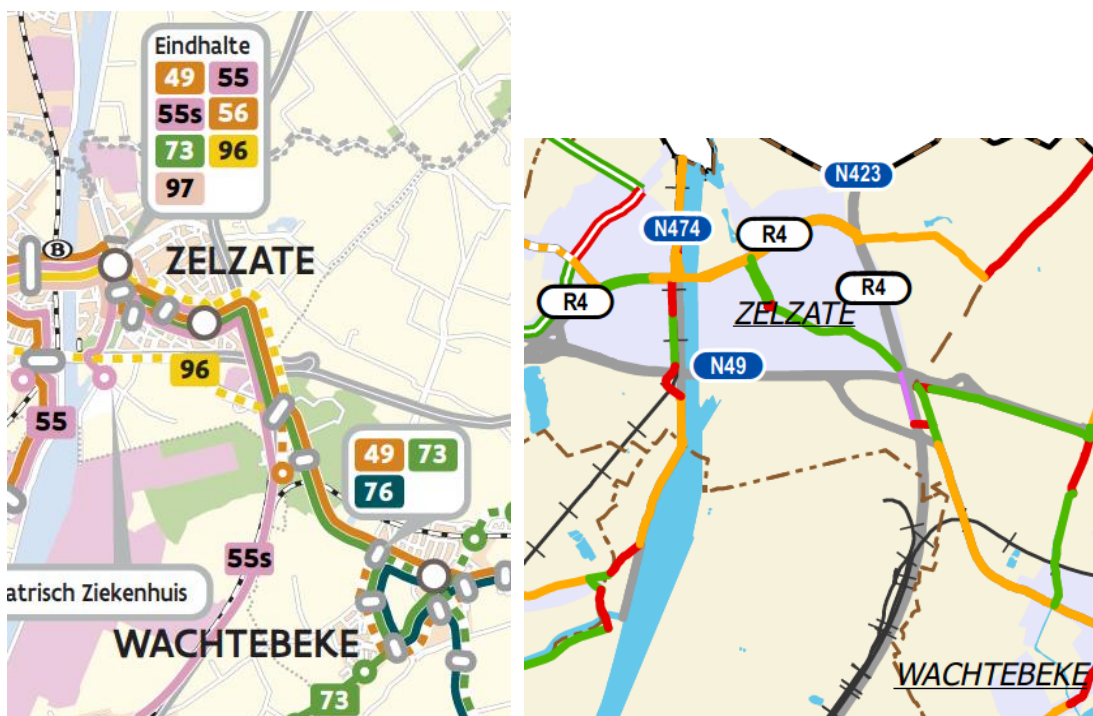 Eindhalte
49 55
55s 56
73 96
97
B
ZELZATE
96
55
49 73
76
55s
atrisch Ziekenhuis
WACHTEBEKE
73
N423
N474
R4
R4
R4
ZELZATE
N49
WACHTEBEKE